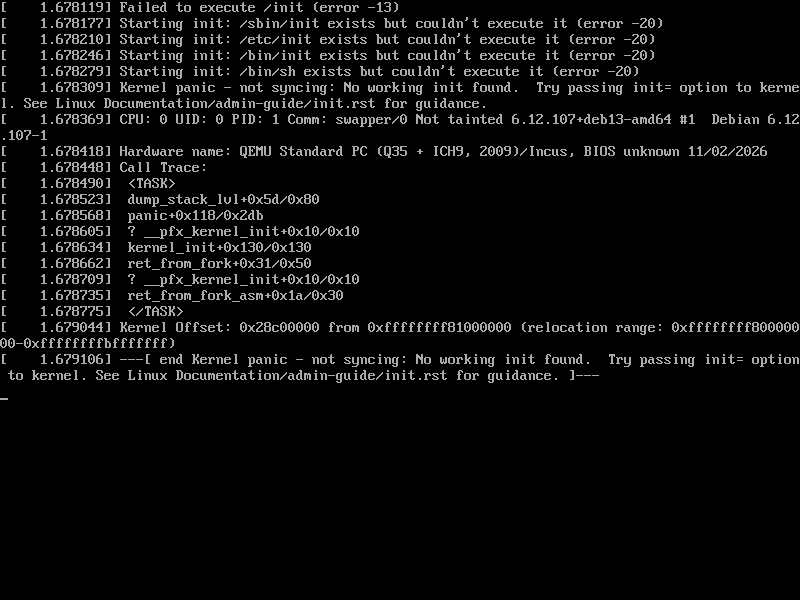 [    1.678119] Failed to execute /init (error -13)
[    1.678177] Starting init: /sbin/init exists but couldn't execute it (error -20)
[    1.678210] Starting init: /etc/init exists but couldn't execute it (error -20)
[    1.678246] Starting init: /bin/init exists but couldn't execute it (error -20)
[    1.678279] Starting init: /bin/sh exists but couldn't execute it (error -20)
[    1.678309] Kernel panic - not syncing: No working init found.  Try passing init= option to kerne
l. See Linux Documentation/admin-guide/init.rst for guidance.
[    1.678369] CPU: 0 UID: 0 PID: 1 Comm: swapper/0 Not tainted 6.12.107+deb13-amd64 #1  Debian 6.12
.107-1
[    1.678418] Hardware name: QEMU Standard PC (Q35 + ICH9, 2009)/Incus, BIOS unknown 11/02/2026
[    1.678448] Call Trace:
[    1.678490]  <TASK>
[    1.678523]  dump_stack_lvl+0x5d/0x80
[    1.678568]  panic+0x118/0x2db
[    1.678605]  ? __pfx_kernel_init+0x10/0x10
[    1.678634]  kernel_init+0x130/0x130
[    1.678662]  ret_from_fork+0x31/0x50
[    1.678709]  ? __pfx_kernel_init+0x10/0x10
[    1.678735]  ret_from_fork_asm+0x1a/0x30
[    1.678775]  </TASK>
[    1.679044] Kernel Offset: 0x28c00000 from 0xffffffff81000000 (relocation range: 0xffffffff800000
00-0xffffffffbfffffff)
[    1.679106] ---[ end Kernel panic - not syncing: No working init found.  Try passing init= option
 to kernel. See Linux Documentation/admin-guide/init.rst for guidance. ]---